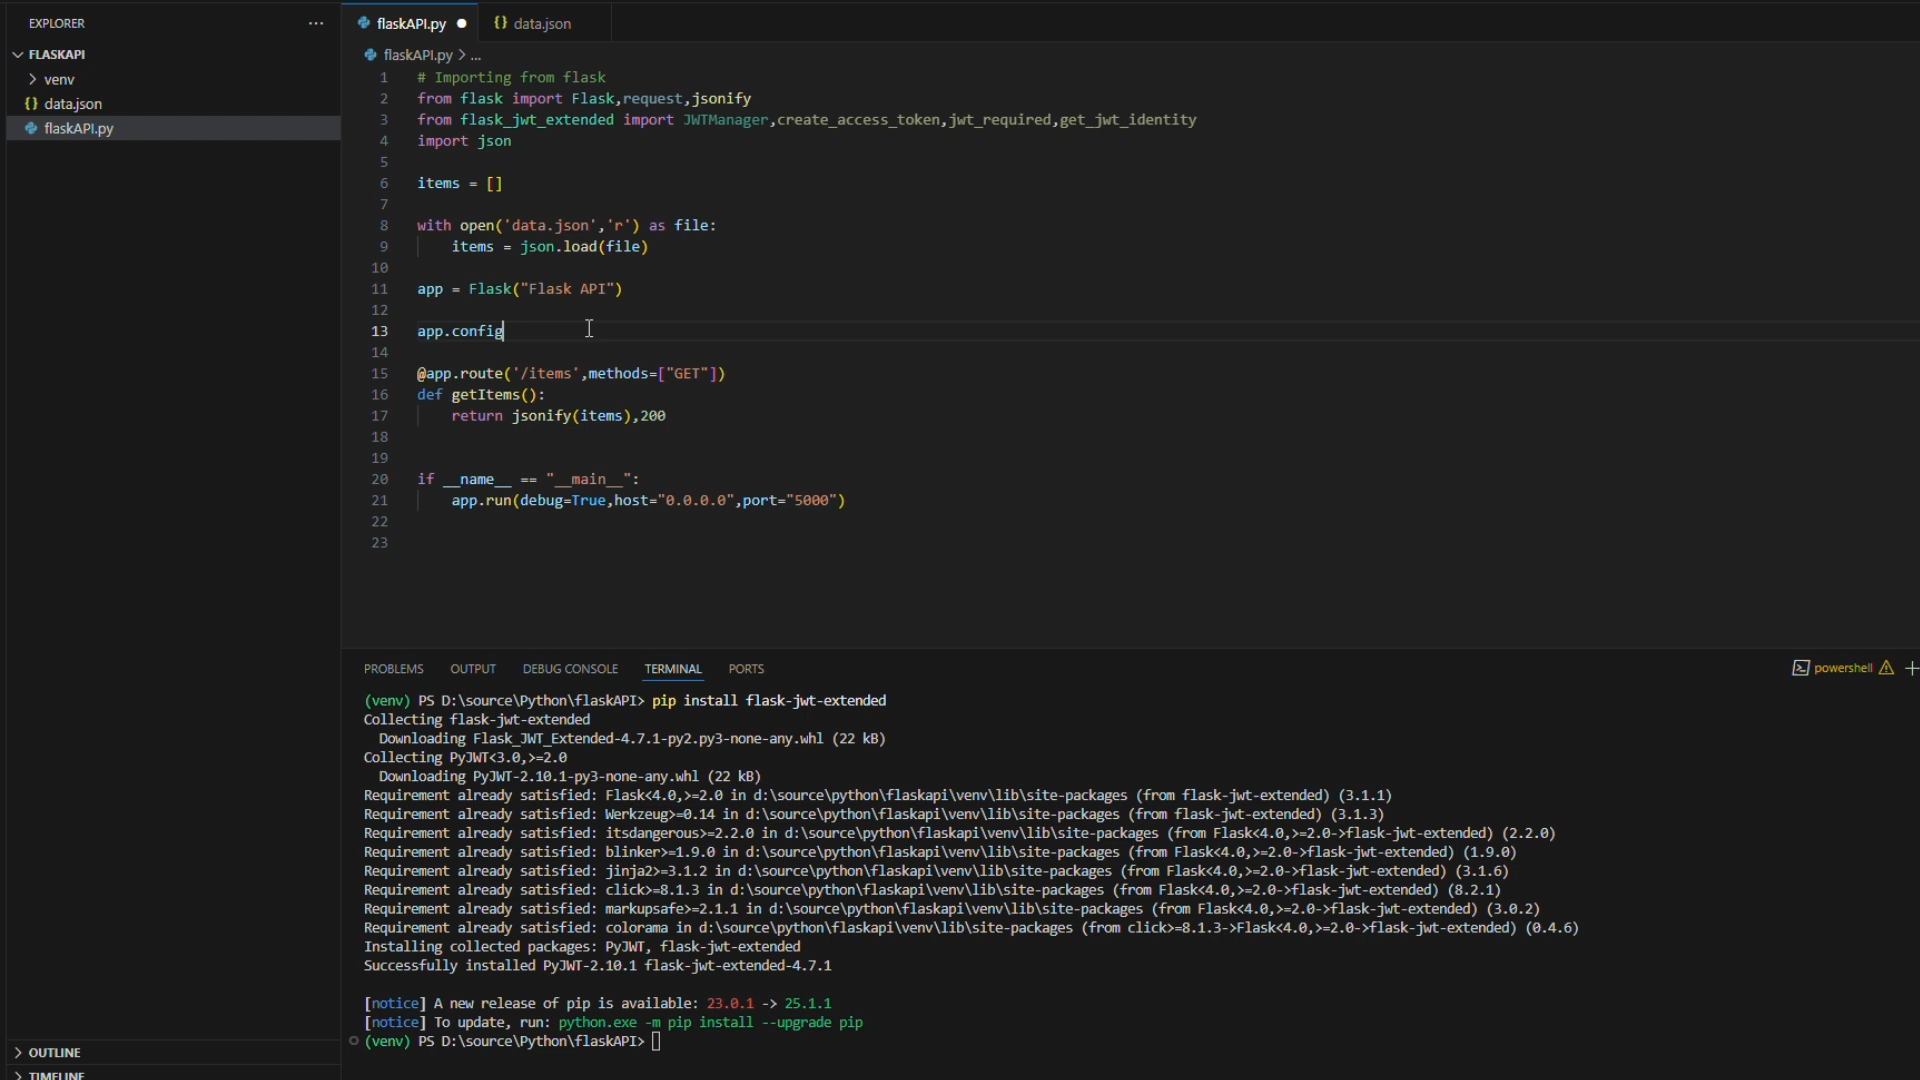 EXPLORER
FLASKAPI
venv
{} data.json
flaskAPI.py
OUTLINE
TIMELINE
flaskAPI.py
{} data.json
flaskAPI.py > ...
1 # Importing from flask
2 from flask import Flask,request,jsonify
3 from flask_jwt_extended import JWTManager,create_access_token,jwt_required,get_jwt_identity
4 import json
5
6 items = []
7
8 with open('data.json','r') as file:
9 items = json.load(file)
10
11 app = Flask("Flask API")
12
13 app.config
14
15 @app.route('/items',methods=["GET"])
16 def getItems():
17 return jsonify(items),200
18
19
20 if __name__ == "__main__":
21 app.run(debug=True,host="0.0.0.0",port="5000")
22
23
PROBLEMS OUTPUT DEBUG CONSOLE TERMINAL PORTS
powershell
(venv) PS D:\source\Python\flaskAPI> pip install flask-jwt-extended
Collecting flask-jwt-extended
Downloading Flask_JWT_Extended-4.7.1-py2.py3-none-any.whl (22 kB)
Collecting PyJWT<3.0,>=2.0
Downloading PyJWT-2.10.1-py3-none-any.whl (22 kB)
Requirement already satisfied: Flask<4.0,>=2.0 in d:\source\python\flaskapi\venv\lib\site-packages (from flask-jwt-extended) (3.1.1)
Requirement already satisfied: Werkzeug>=0.14 in d:\source\python\flaskapi\venv\lib\site-packages (from flask-jwt-extended) (3.1.3)
Requirement already satisfied: itsdangerous>=2.2.0 in d:\source\python\flaskapi\venv\lib\site-packages (from Flask<4.0,>=2.0->flask-jwt-extended) (2.2.0)
Requirement already satisfied: blinker>=1.9.0 in d:\source\python\flaskapi\venv\lib\site-packages (from Flask<4.0,>=2.0->flask-jwt-extended) (1.9.0)
Requirement already satisfied: jinja2>=3.1.2 in d:\source\python\flaskapi\venv\lib\site-packages (from Flask<4.0,>=2.0->flask-jwt-extended) (3.1.6)
Requirement already satisfied: click>=8.1.3 in d:\source\python\flaskapi\venv\lib\site-packages (from Flask<4.0,>=2.0->flask-jwt-extended) (8.2.1)
Requirement already satisfied: markupsafe>=2.1.1 in d:\source\python\flaskapi\venv\lib\site-packages (from Flask<4.0,>=2.0->flask-jwt-extended) (3.0.2)
Requirement already satisfied: colorama in d:\source\python\flaskapi\venv\lib\site-packages (from click>=8.1.3->Flask<4.0,>=2.0->flask-jwt-extended) (0.4.6)
Installing collected packages: PyJWT, flask-jwt-extended
Successfully installed PyJWT-2.10.1 flask-jwt-extended-4.7.1
[notice] A new release of pip is available: 23.0.1 -> 25.1.1
[notice] To update, run: python.exe -m pip install --upgrade pip
(venv) PS D:\source\Python\flaskAPI>